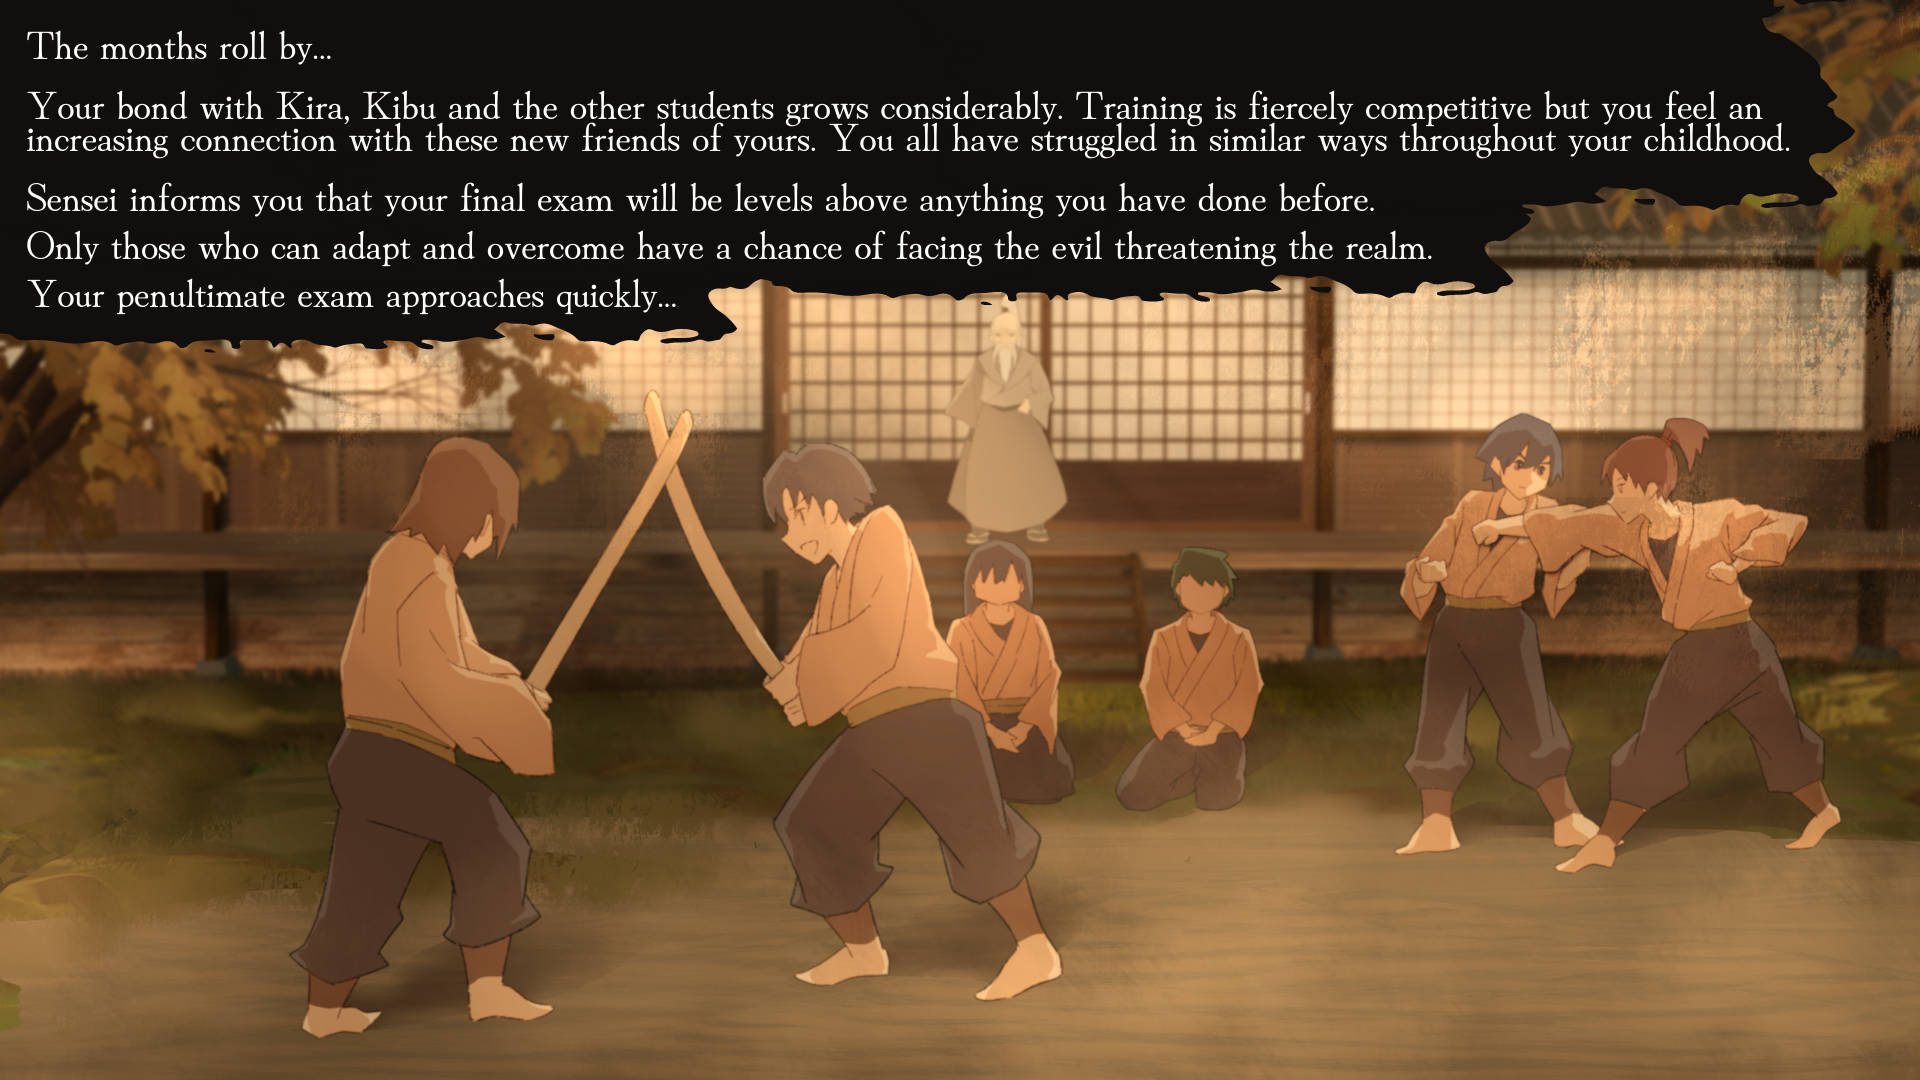 The months roll by...
Your bond with Kira, Kibu and the other students grows considerably. Training is fiercely competitive but you feel an
increasing connection with these new friends of yours. You all have struggled in similar ways throughout your childhood.
Sensei informs you that your final exam will be levels above anything you have done before.
Only those who can adapt and overcome have a chance of facing the evil threatening the realm.
Your penultimate exam approaches quickly...